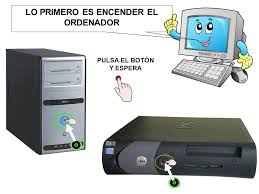 LO PRIMERO ES ENCENDER EL
ORDENADOR
PULSA EL BOTÓN
Y ESPERA